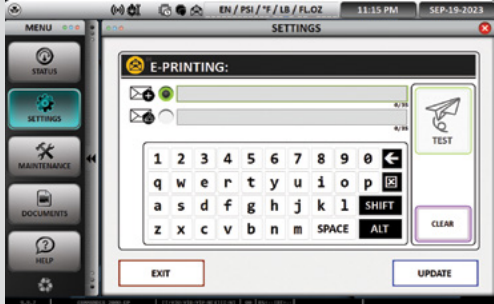 EN / PSI / °F / LB / FL.OZ
11:15 PM
SEP-19-2023
MENU
SETTINGS
STATUS
SETTINGS
MAINTENANCE
DOCUMENTS
HELP
E-PRINTING:
0/35
0/35
TEST
1 2 3 4 5 6 7 8 9 0
q w e r t y u i o p
a s d f g h j k l SHIFT
z x c v b n m SPACE ALT
CLEAR
EXIT
UPDATE